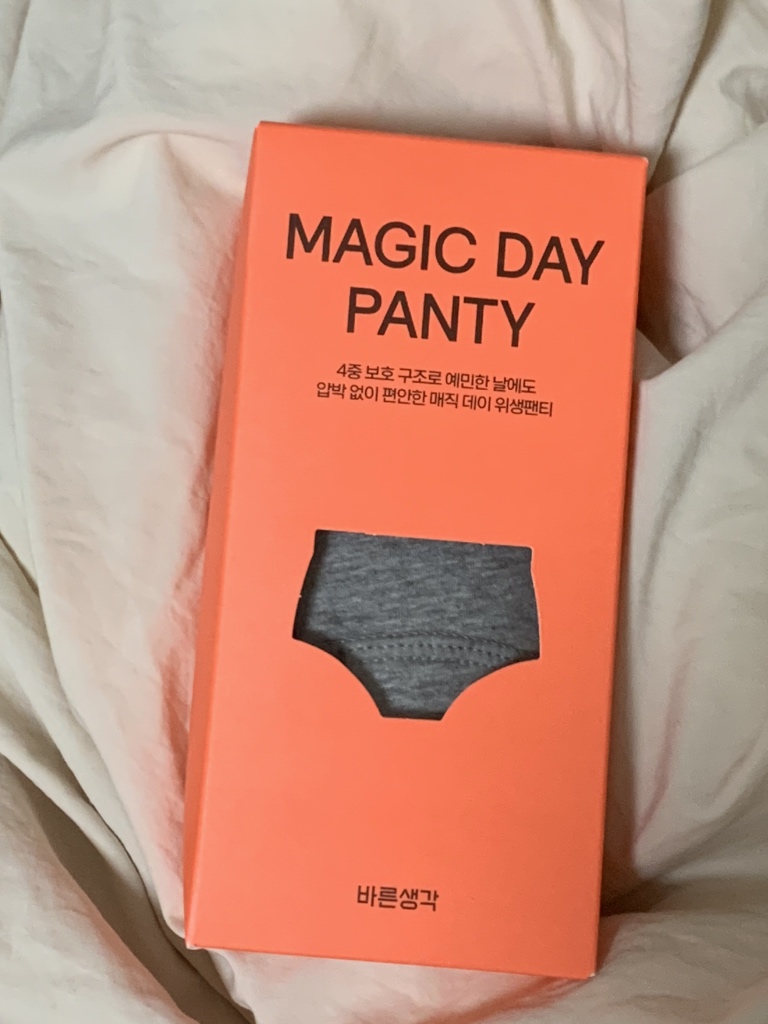 MAGIC DAY
PANTY
4중 보호 구조로 예민한 날에도
압박 없이 편안한 매직 데이 위생팬티
바른생각